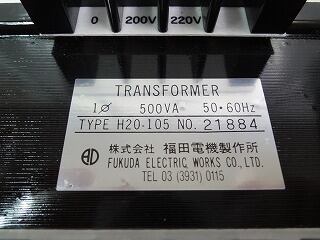 0 200V 220V
TRANSFORMER
1ø 500VA 50·60Hz
TYPE H20-105 NO. 21884
株式会社 福田電機製作所
FUKUDA ELECTRIC WORKS CO., LTD.
TEL 03 (3931) 0115